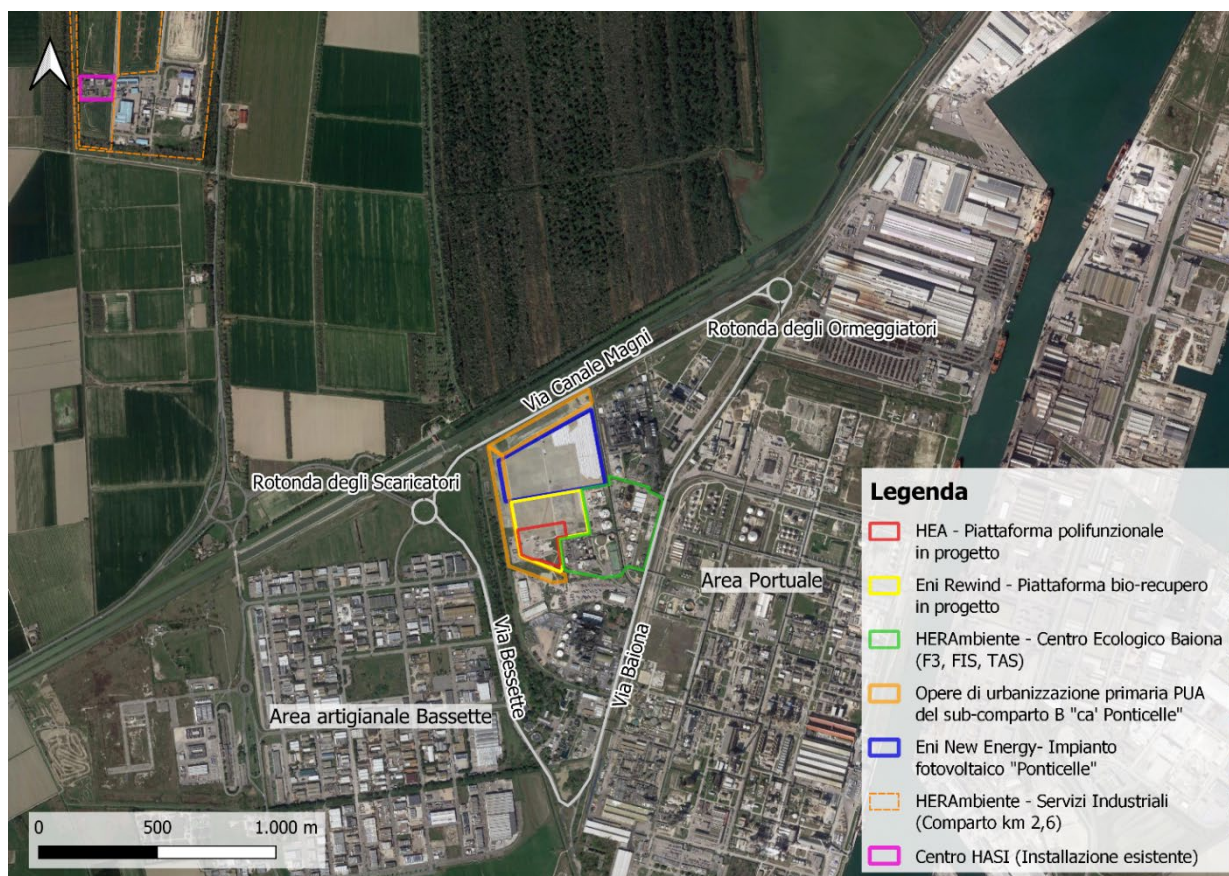 Via Canale Magni
Rotonda degli Ormeggiatori
Rotonda degli Scaricatori
Area Portuale
Via Bessette
Via Baiona
Area artigianale Bassette
Legenda
HEA - Piattaforma polifunzionale
in progetto
Eni Rewind - Piattaforma bio-recupero
in progetto
HERAmbiente - Centro Ecologico Baiona
(F3, FIS, TAS)
Opere di urbanizzazione primaria PUA
del sub-comparto B "ca' Ponticelle"
Eni New Energy- Impianto
fotovoltaico "Ponticelle"
HERAmbiente - Servizi Industriali
(Comparto km 2,6)
Centro HASI (Installazione esistente)
0 500 1.000 m